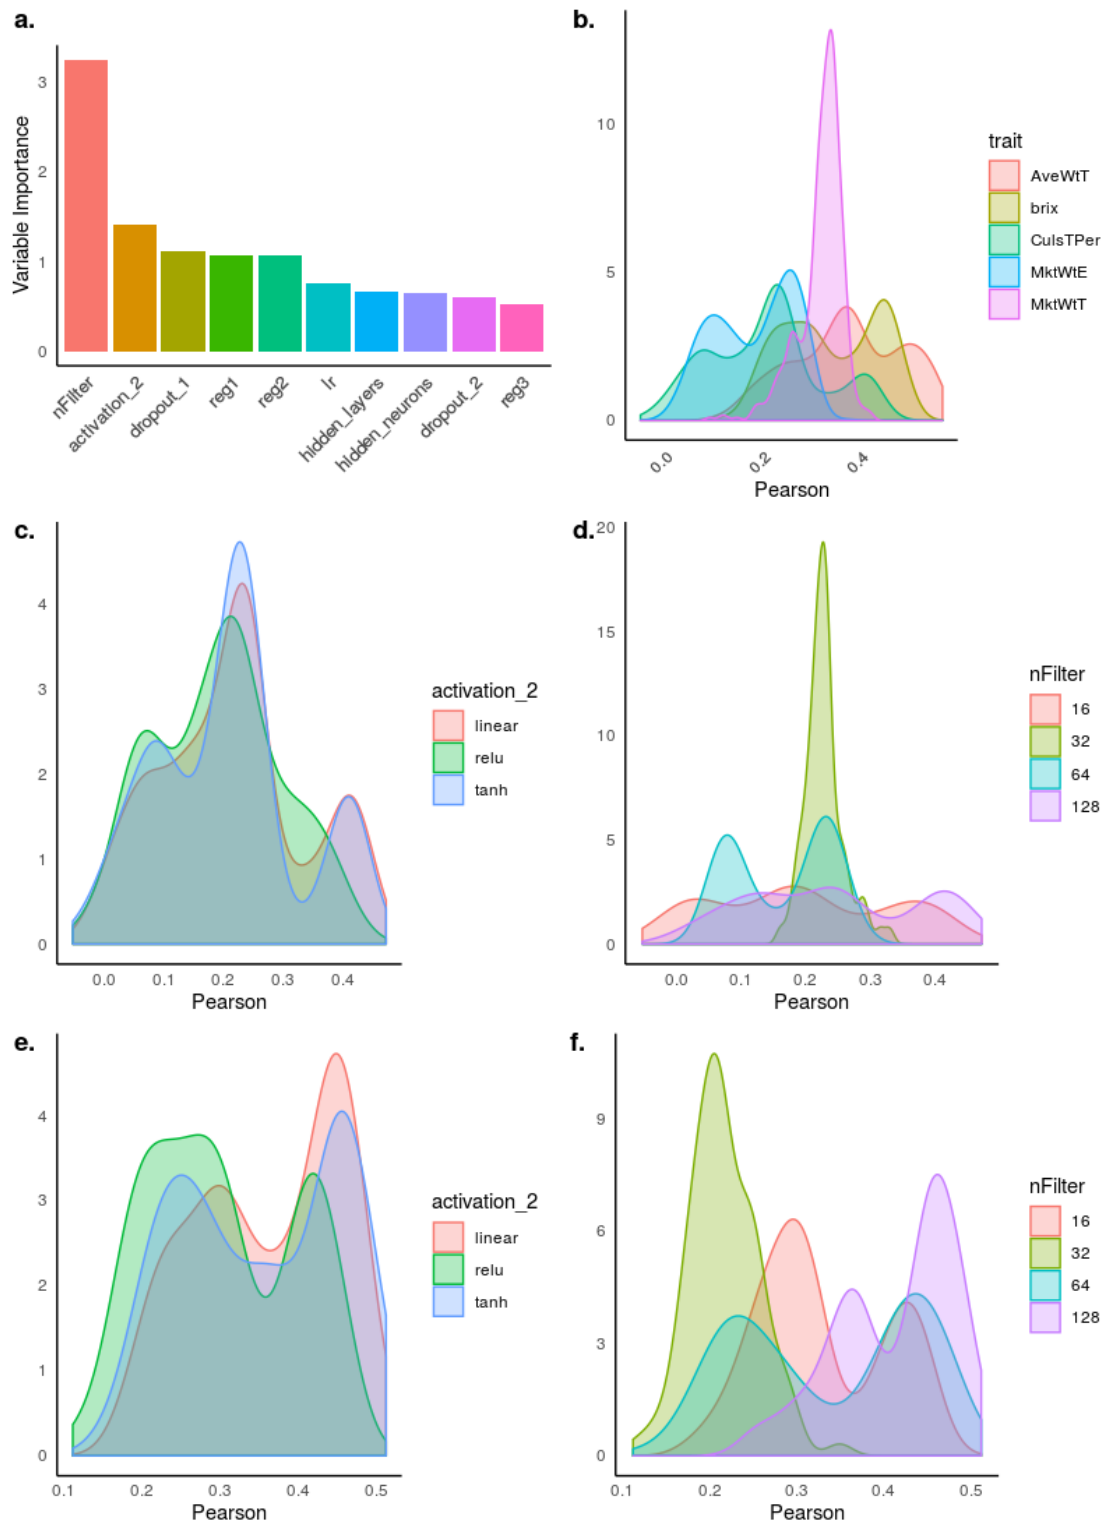 a.
Variable Importance
3
2
1
0
nFilter
activation_2
dropout_1
reg1
reg2
lr
hidden_layers
hidden_neurons
dropout_2
reg3
b.
10
5
0
0.0
0.2
0.4
Pearson
trait
AveWtT
brix
CulsTPer
MktWtE
MktWtT
c.
4
3
2
1
0
0.0 0.1 0.2 0.3 0.4
Pearson
activation_2
linear
relu
tanh
d.
20
15
10
5
0
0.0 0.1 0.2 0.3 0.4
Pearson
nFilter
16
32
64
128
e.
4
3
2
1
0
0.1 0.2 0.3 0.4 0.5
Pearson
activation_2
linear
relu
tanh
f.
9
6
3
0
0.1 0.2 0.3 0.4 0.5
Pearson
nFilter
16
32
64
128